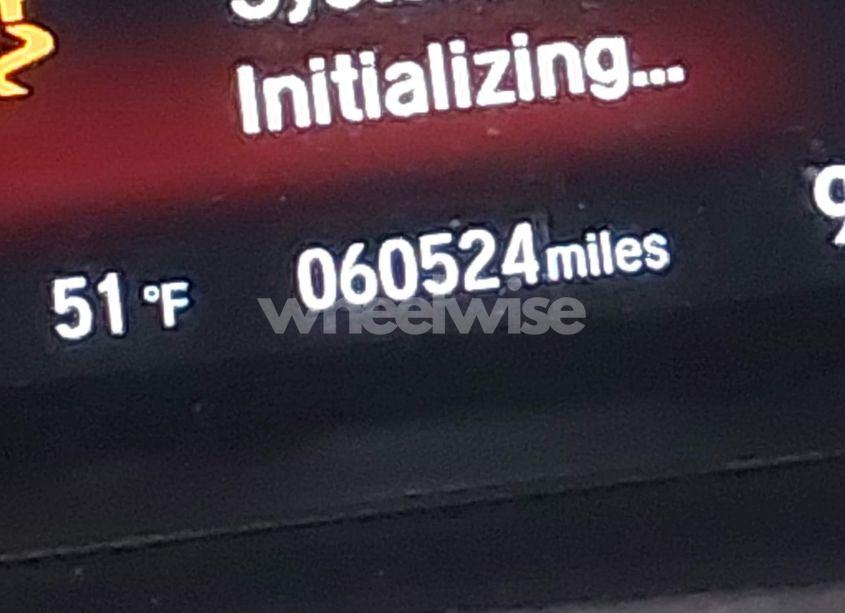 Initializing...
51 °F
060524 miles
wheelwise